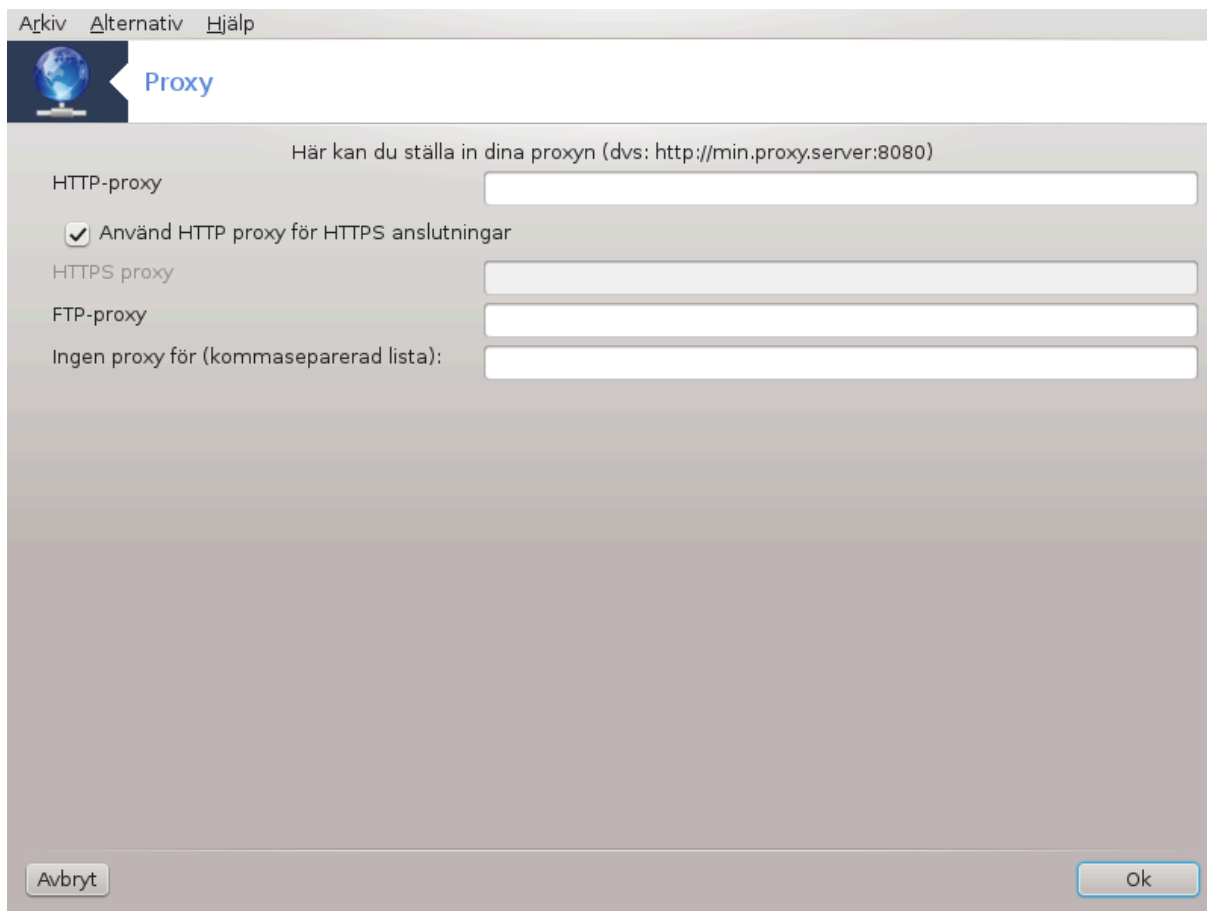 Arkiv Alternativ Hjälp
Proxy
Här kan du ställa in dina proxyn (dvs: http://min.proxy.server:8080)
HTTP-proxy
Använd HTTP proxy för HTTPS anslutningar
HTTPS proxy
FTP-proxy
Ingen proxy för (kommaseparerad lista):
Avbryt Ok